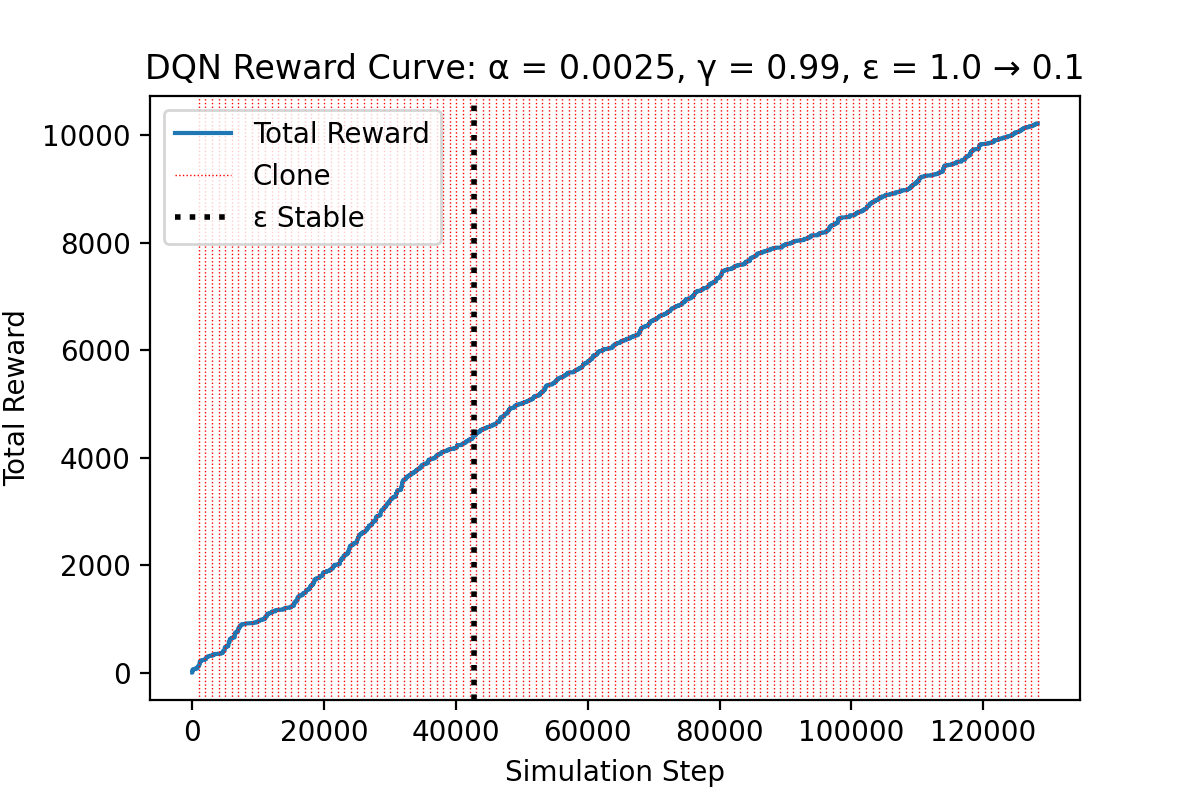 DQN Reward Curve: α = 0.0025, γ = 0.99, ε = 1.0 → 0.1
Total Reward
Clone
ε Stable
10000
8000
6000
4000
2000
0
Total Reward
0 20000 40000 60000 80000 100000 120000
Simulation Step